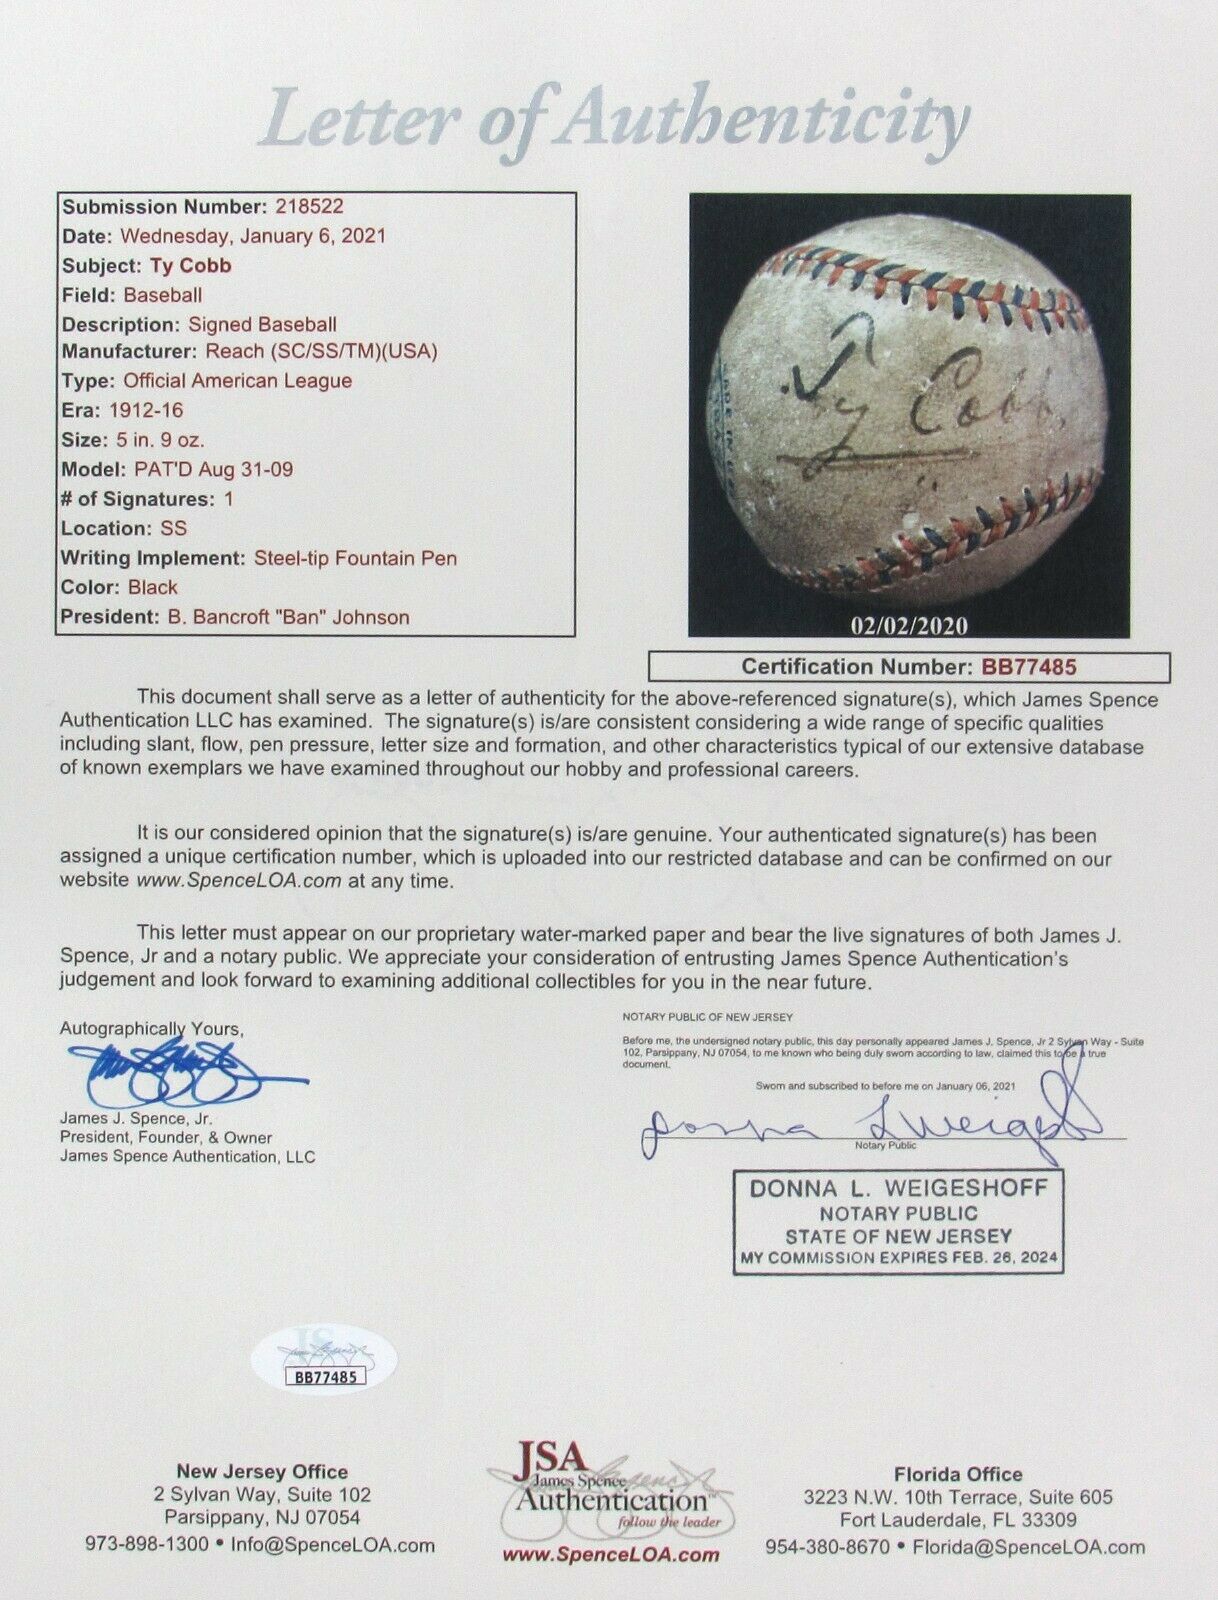 Letter of Authenticity
Submission Number: 218522
Date: Wednesday, January 6, 2021
Subject: Ty Cobb
Field: Baseball
Description: Signed Baseball
Manufacturer: Reach (SC/SS/TM)(USA)
Type: Official American League
Era: 1912-16
Size: 5 in. 9 oz.
Model: PAT'D Aug 31-09
# of Signatures: 1
Location: SS
Writing Implement: Steel-tip Fountain Pen
Color: Black
President: B. Bancroft "Ban" Johnson
Ty Cobb
02/02/2020
Certification Number: BB77485
This document shall serve as a letter of authenticity for the above-referenced signature(s), which James Spence
Authentication LLC has examined. The signature(s) is/are consistent considering a wide range of specific qualities
including slant, flow, pen pressure, letter size and formation, and other characteristics typical of our extensive database
of known exemplars we have examined throughout our hobby and professional careers.
It is our considered opinion that the signature(s) is/are genuine. Your authenticated signature(s) has been
assigned a unique certification number, which is uploaded into our restricted database and can be confirmed on our
website www.SpenceLOA.com at any time.
This letter must appear on our proprietary water-marked paper and bear the live signatures of both James J.
Spence, Jr and a notary public. We appreciate your consideration of entrusting James Spence Authentication's
judgement and look forward to examining additional collectibles for you in the near future.
Autographically Yours,
James J. Spence, Jr.
President, Founder, & Owner
James Spence Authentication, LLC
NOTARY PUBLIC OF NEW JERSEY
Before me, the undersigned notary public, this day personally appeared James J. Spence, Jr 2 Sylvan Way - Suite
102, Parsippany, NJ 07054, to me known who being duly sworn according to law, claimed this to be a true
document.
Sworn and subscribed to before me on January 06, 2021
Donna L Weigeshoff
Notary Public
DONNA L. WEIGESHOFF
NOTARY PUBLIC
STATE OF NEW JERSEY
MY COMMISSION EXPIRES FEB. 26, 2024
JS
BB77485
New Jersey Office
2 Sylvan Way, Suite 102
Parsippany, NJ 07054
973-898-1300 • Info@SpenceLOA.com
JSA
James Spence
Authentication™
follow the leader
www.SpenceLOA.com
Florida Office
3223 N.W. 10th Terrace, Suite 605
Fort Lauderdale, FL 33309
954-380-8670 • Florida@SpenceLOA.com